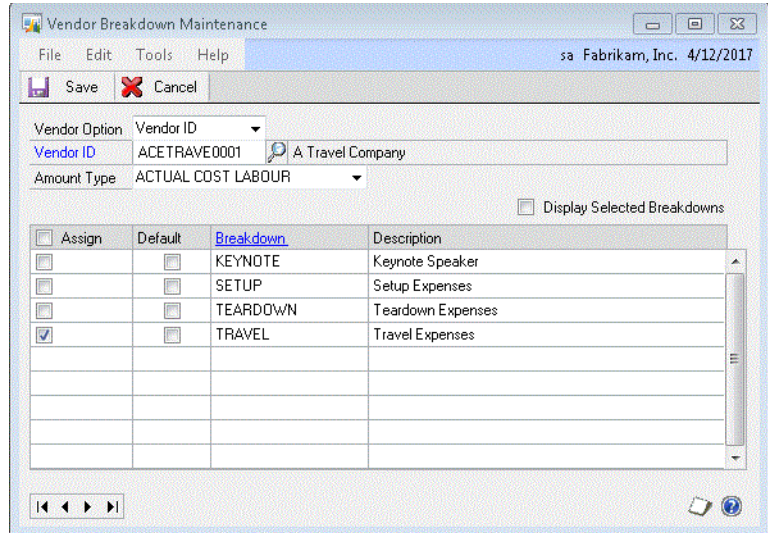 Vendor Breakdown Maintenance
File Edit Tools Help sa Fabrikam, Inc. 4/12/2017
Save Cancel
Vendor Option Vendor ID
Vendor ID ACETRAVE0001 A Travel Company
Amount Type ACTUAL COST LABOUR
Display Selected Breakdowns
Assign Default Breakdown Description
KEYNOTE Keynote Speaker
SETUP Setup Expenses
TEARDOWN Teardown Expenses
TRAVEL Travel Expenses